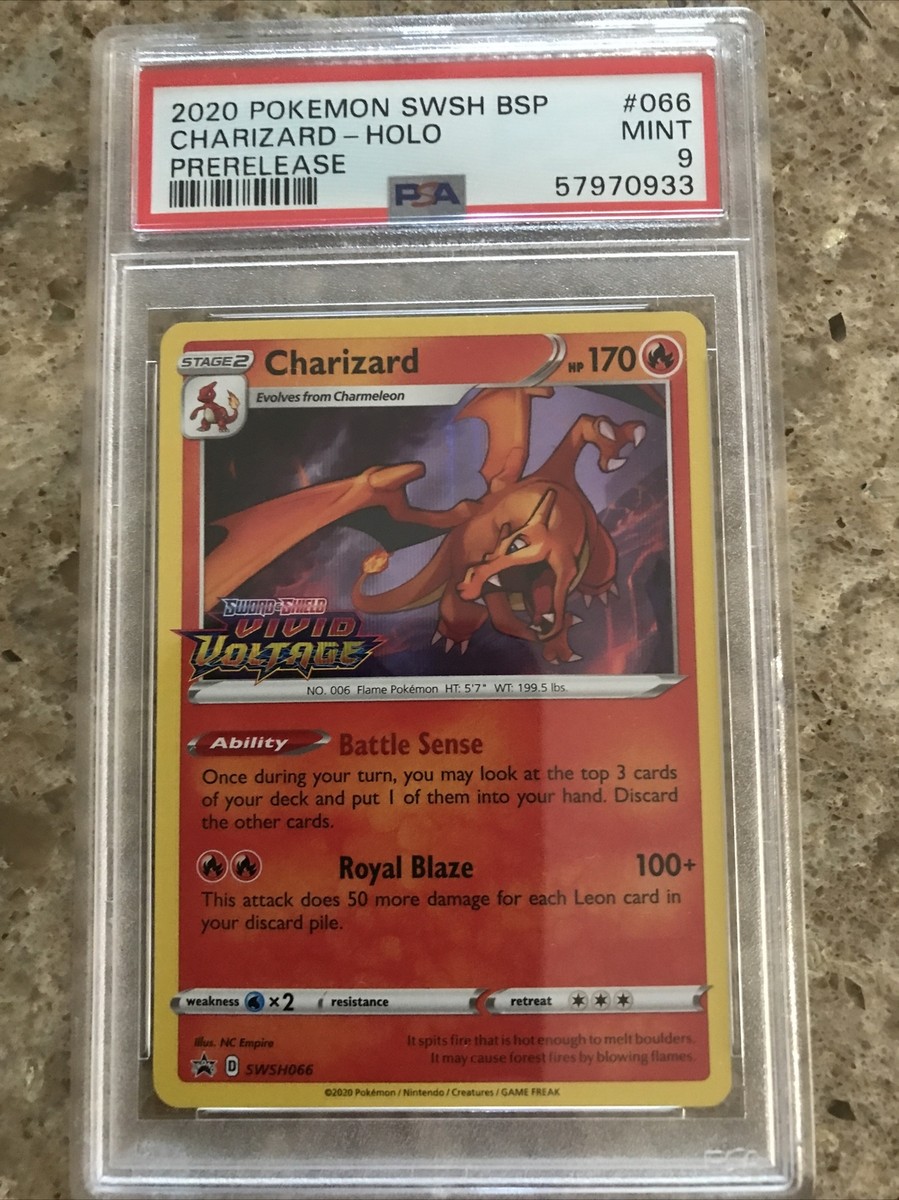 2020 POKEMON SWSH BSP #066
CHARIZARD - HOLO MINT
PRERELEASE 9
PSA 57970933
STAGE 2 Charizard HP 170
Evolves from Charmeleon
SWORD & SHIELD
VIVID
VOLTAGE
NO. 006 Flame Pokémon HT: 5'7" WT: 199.5 lbs.
Ability Battle Sense
Once during your turn, you may look at the top 3 cards
of your deck and put 1 of them into your hand. Discard
the other cards.
Royal Blaze 100+
This attack does 50 more damage for each Leon card in
your discard pile.
weakness ×2 resistance retreat
Illus. NC Empire It spits fire that is hot enough to melt boulders.
It may cause forest fires by blowing flames.
D SWSH066
©2020 Pokémon / Nintendo / Creatures / GAME FREAK
PSA